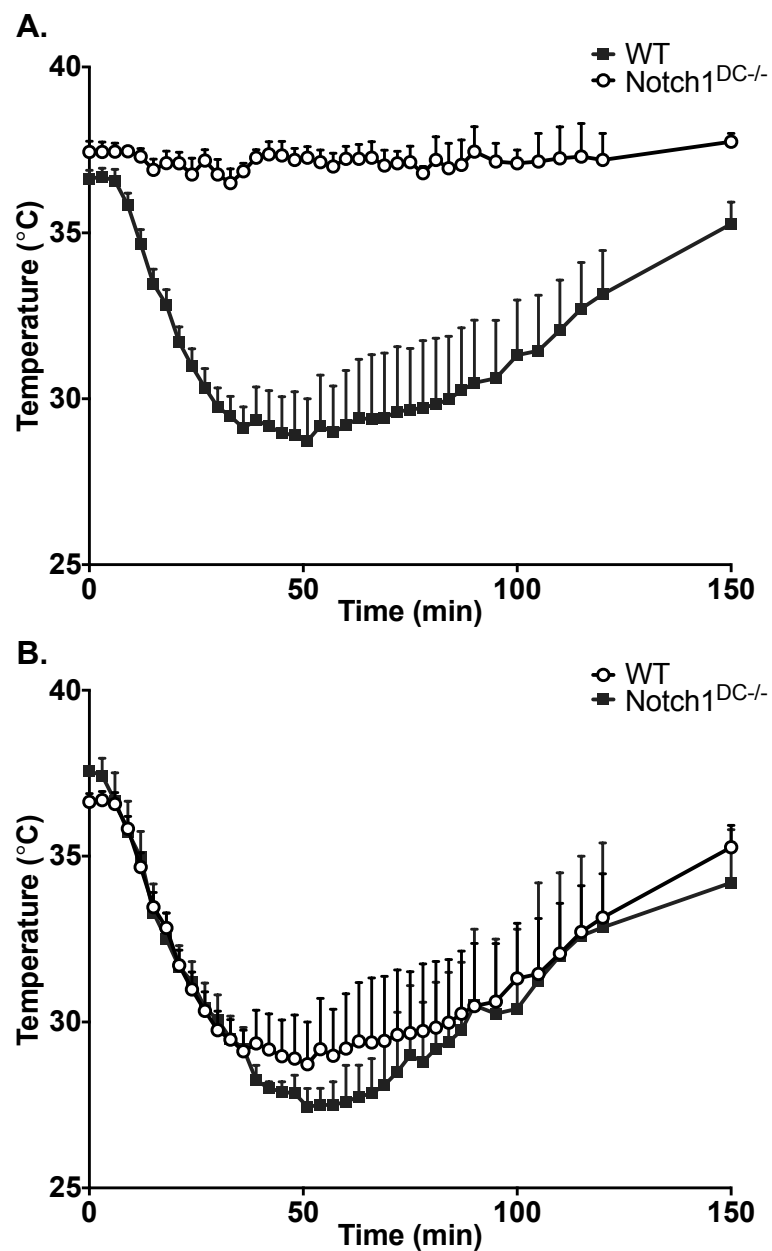 A.
WT
Notch1DC-/-
40
35
30
25
Temperature (°C)
0 50 100 150
Time (min)
B.
WT
Notch1DC-/-
40
35
30
25
Temperature (°C)
0 50 100 150
Time (min)